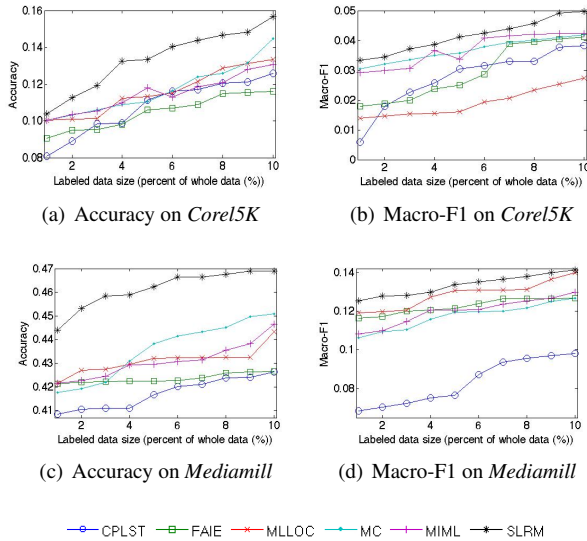 0.16
0.14
0.12
0.10
0.08
Accuracy
2 4 6 8 10
Labeled data size (percent of whole data (%))
(a) Accuracy on Corel5K
0.05
0.04
0.03
0.02
0.01
0
Macro-F1
2 4 6 8 10
Labeled data size (percent of whole data (%))
(b) Macro-F1 on Corel5K
0.47
0.46
0.45
0.44
0.43
0.42
0.41
Accuracy
2 4 6 8 10
Labeled data size (percent of whole data (%))
(c) Accuracy on Mediamill
0.14
0.12
0.10
0.08
Macro-F1
2 4 6 8 10
Labeled data size (percent of whole data (%))
(d) Macro-F1 on Mediamill
CPLST FAIE MLLOC MC MIML SLRM